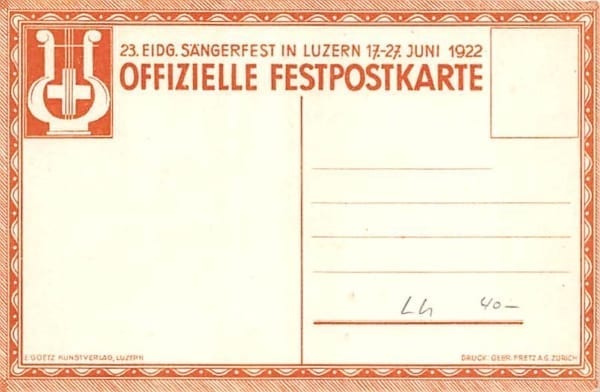 23. EIDG. SÄNGERFEST IN LUZERN 17.-27. JUNI 1922
OFFIZIELLE FESTPOSTKARTE
LG 40-
E. GOETZ KUNSTVERLAG, LUZERN
DRUCK: GEBR. FRETZ A.G. ZÜRICH